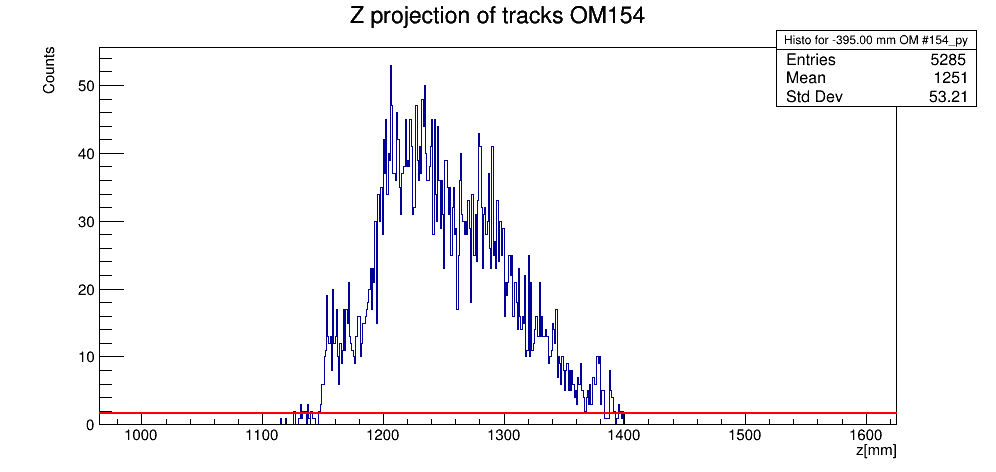 Z projection of tracks OM154
Histo for -395.00 mm OM #154_py
Entries 5285
Mean 1251
Std Dev 53.21
Counts
50
40
30
20
10
0
1000 1100 1200 1300 1400 1500 1600
z[mm]